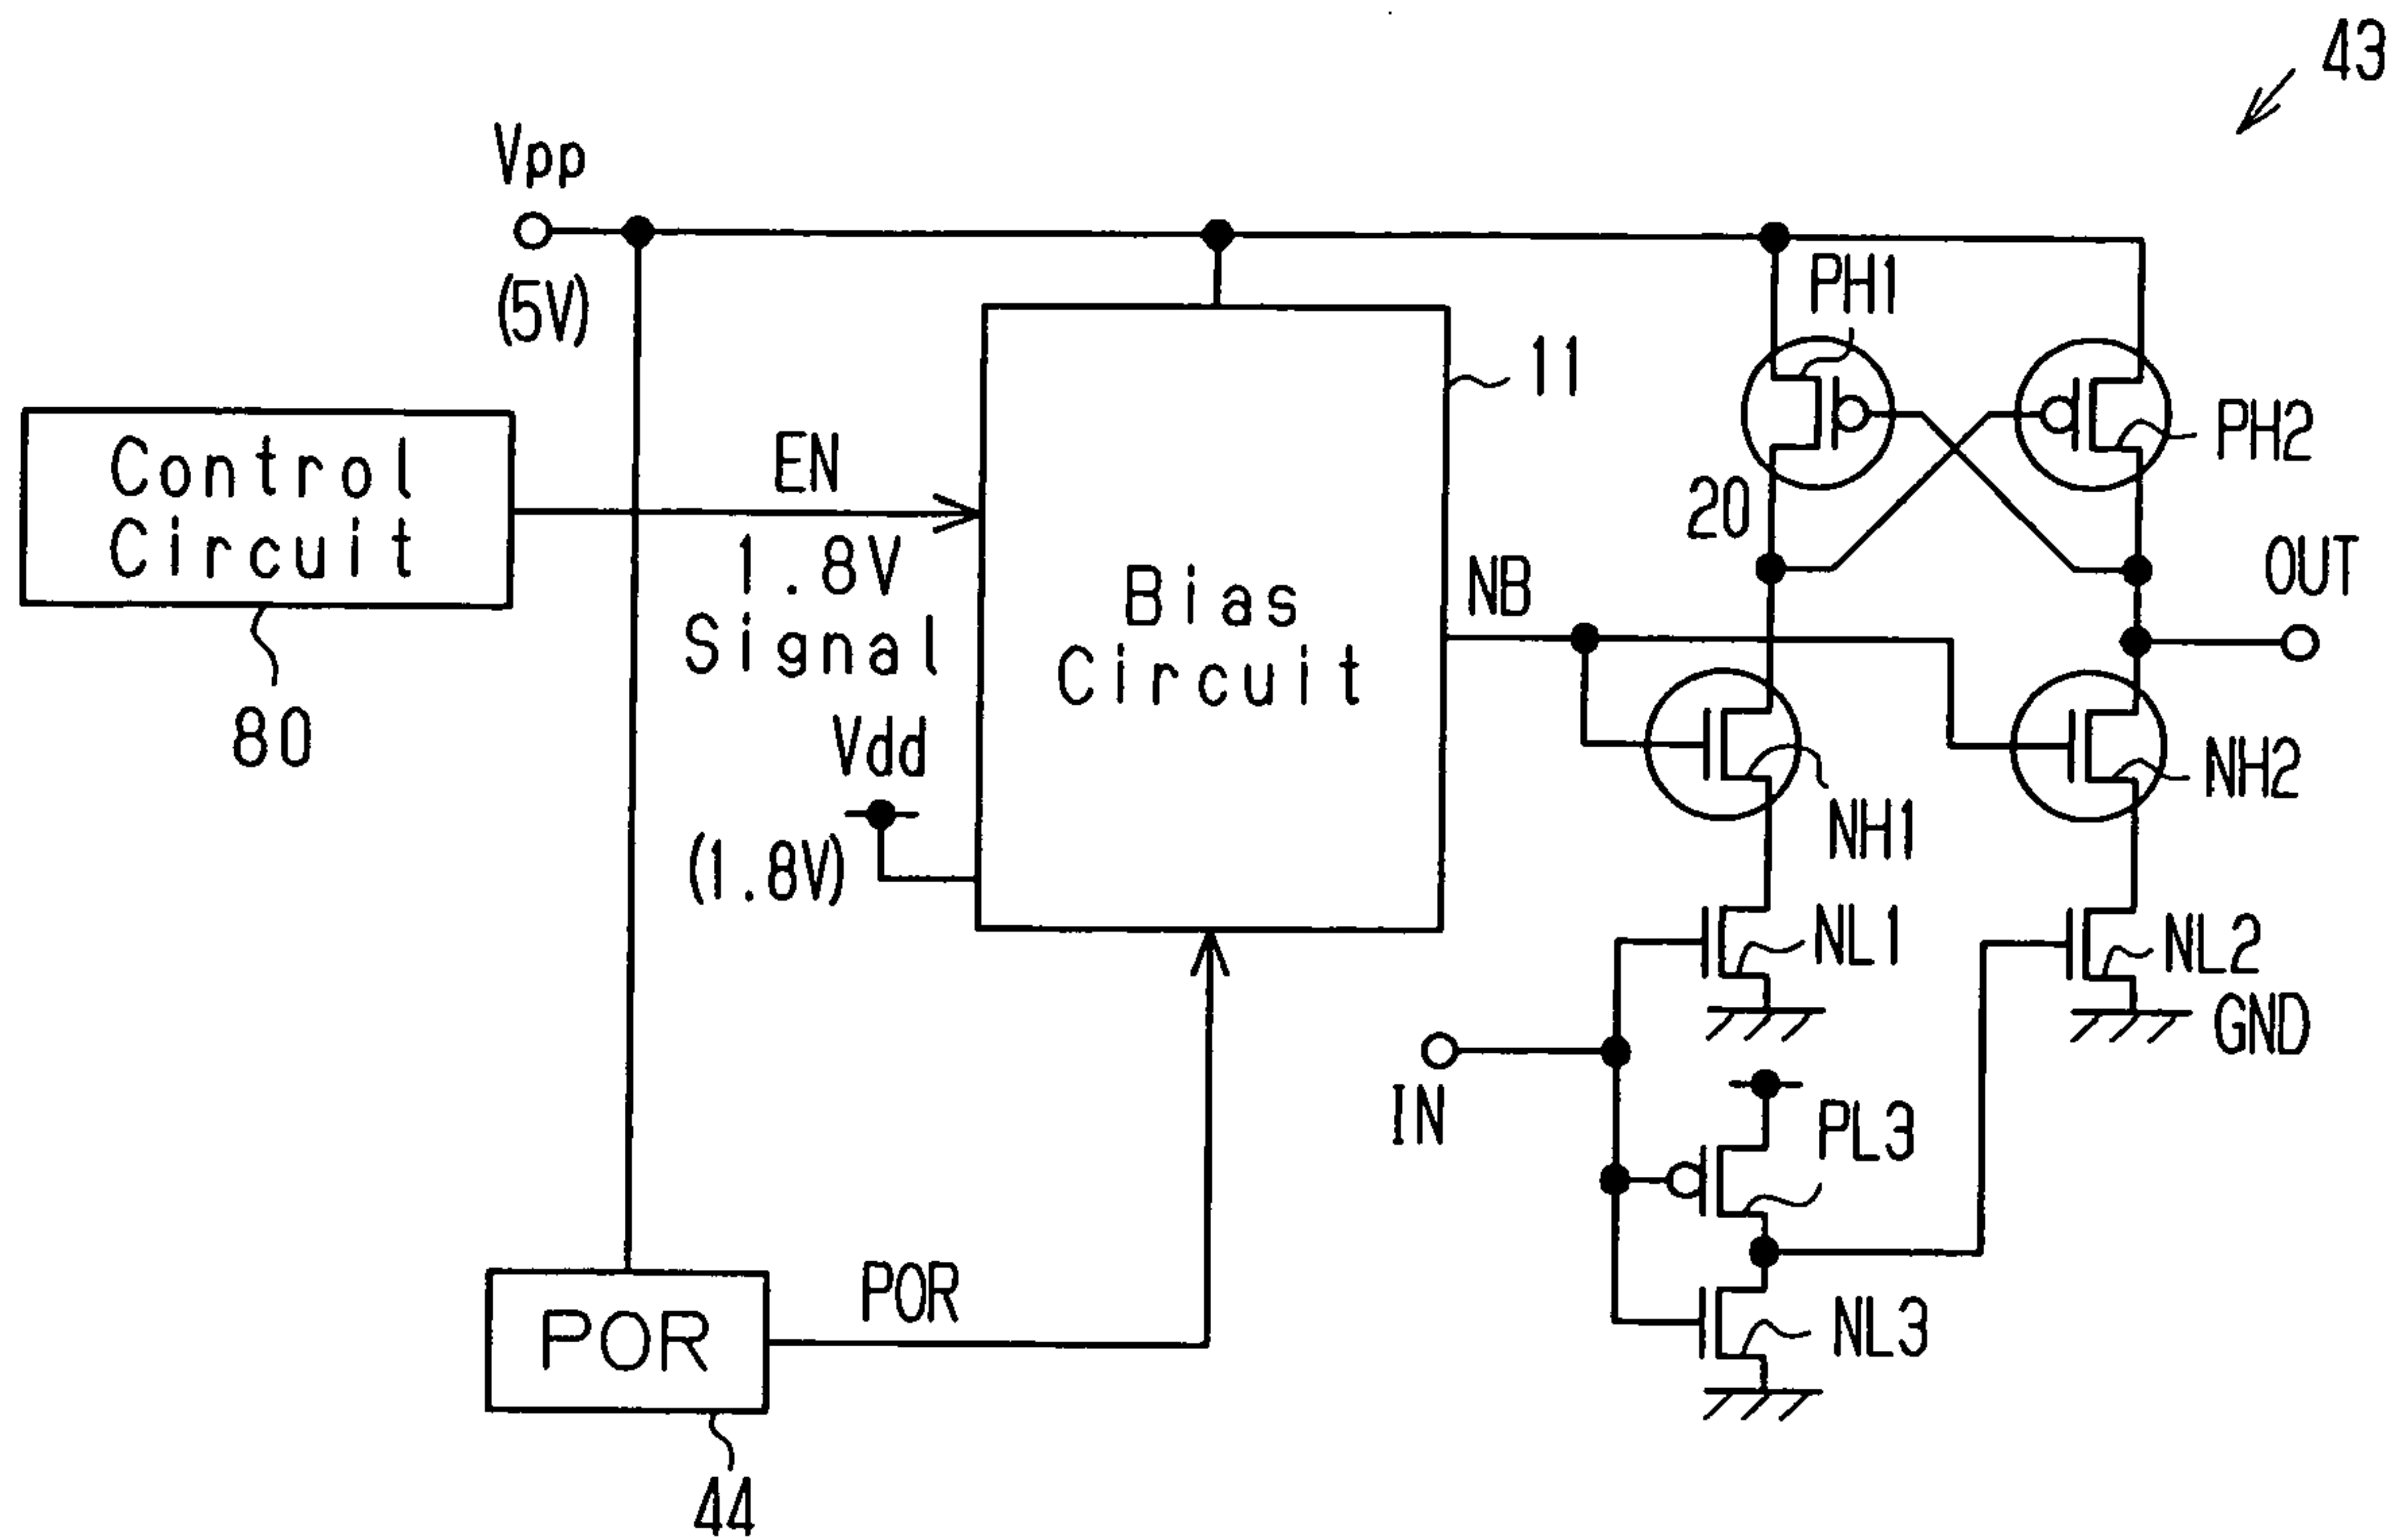 43
Vpp
(5V)
PH1
11
Control
Circuit
EN
PH2
20
1.8V
Signal
OUT
NB
Bias
Circuit
80
Vdd
(1.8V)
NH2
NH1
NL1
NL2
GND
IN
PL3
POR
POR
NL3
44